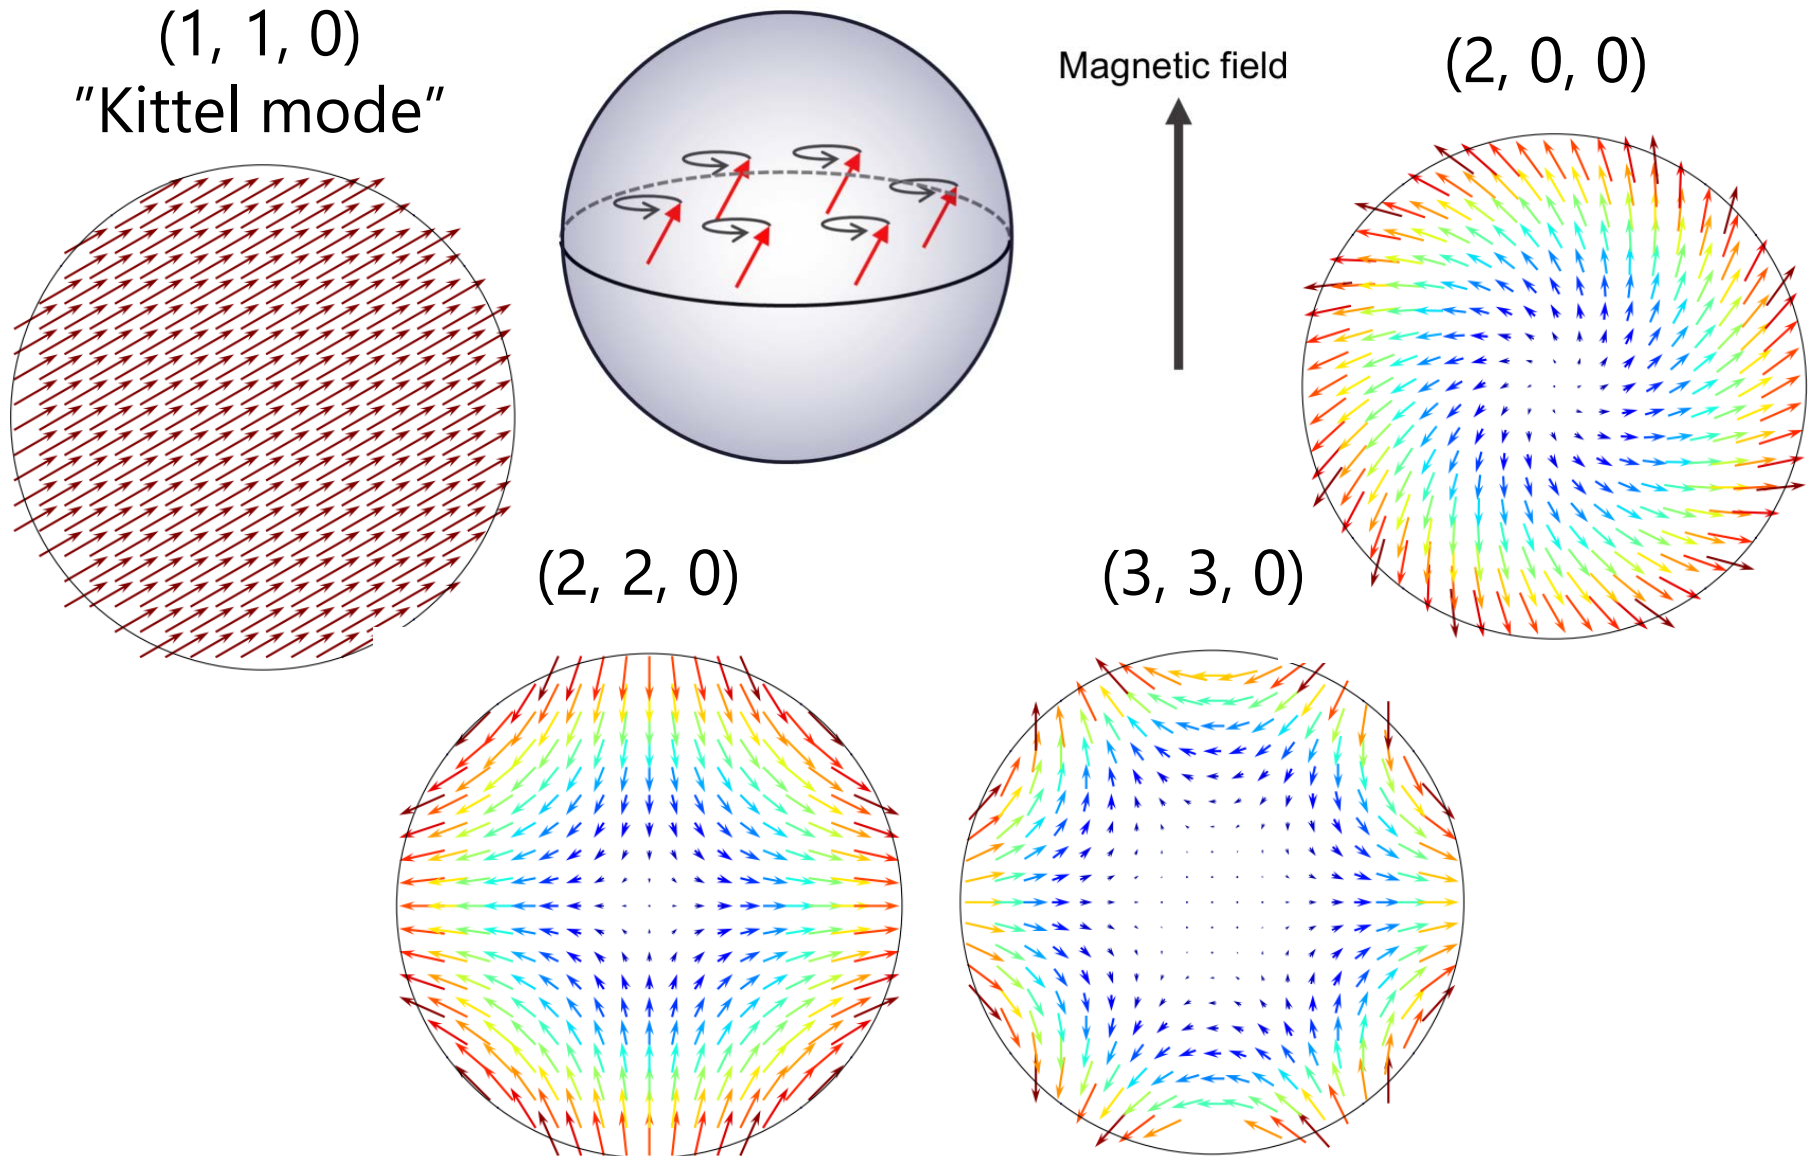 (1, 1, 0)
”Kittel mode”
Magnetic field
(2, 0, 0)
(2, 2, 0)
(3, 3, 0)